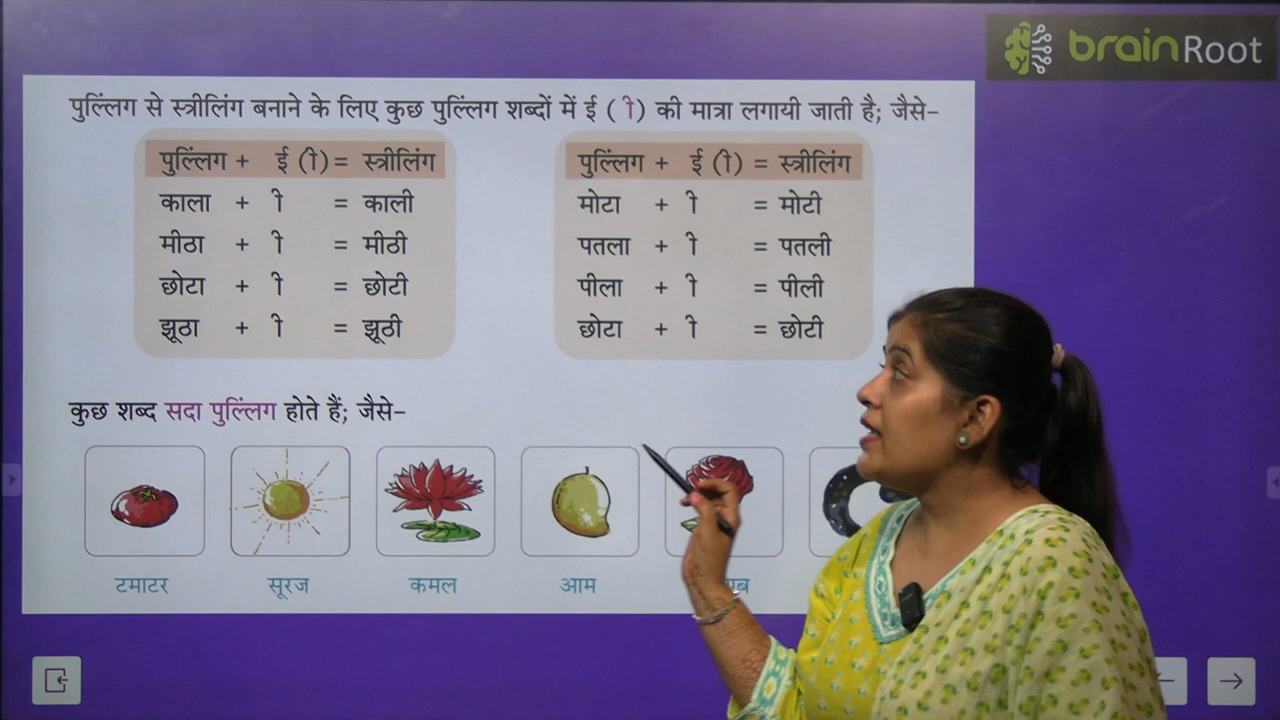 brainRoot
पुल्लिंग से स्त्रीलिंग बनाने के लिए कुछ पुल्लिंग शब्दों में ई ( ी) की मात्रा लगायी जाती है; जैसे–
पुल्लिंग + ई (ी) = स्त्रीलिंग
काला + ी = काली
मीठा + ी = मीठी
छोटा + ी = छोटी
झूठा + ी = झूठी
पुल्लिंग + ई (ी) = स्त्रीलिंग
मोटा + ी = मोटी
पतला + ी = पतली
पीला + ी = पीली
छोटा + ी = छोटी
कुछ शब्द सदा पुल्लिंग होते हैं; जैसे–
टमाटर सूरज कमल आम